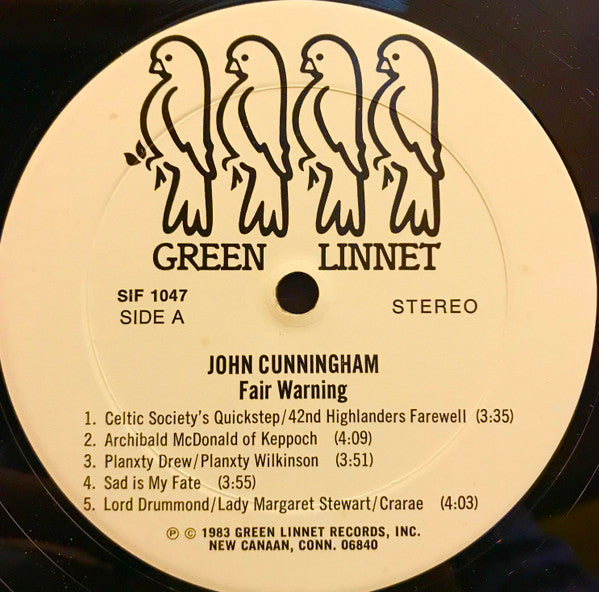 GREEN LINNET
SIF 1047
SIDE A
STEREO
JOHN CUNNINGHAM
Fair Warning
1. Celtic Society's Quickstep/42nd Highlanders Farewell (3:35)
2. Archibald McDonald of Keppoch (4:09)
3. Planxty Drew/Planxty Wilkinson (3:51)
4. Sad is My Fate (3:55)
5. Lord Drummond/Lady Margaret Stewart/Crarae (4:03)
℗ © 1983 GREEN LINNET RECORDS, INC.
NEW CANAAN, CONN. 06840